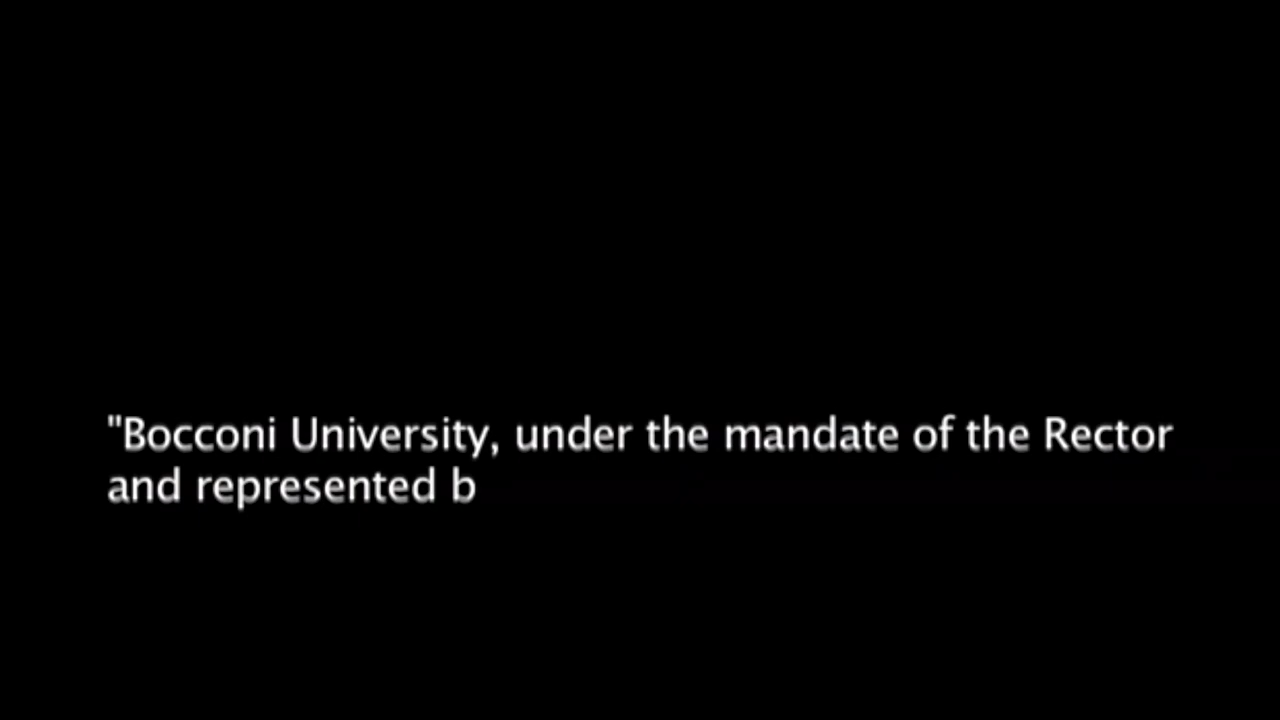 "Bocconi University, under the mandate of the Rector
and represented b